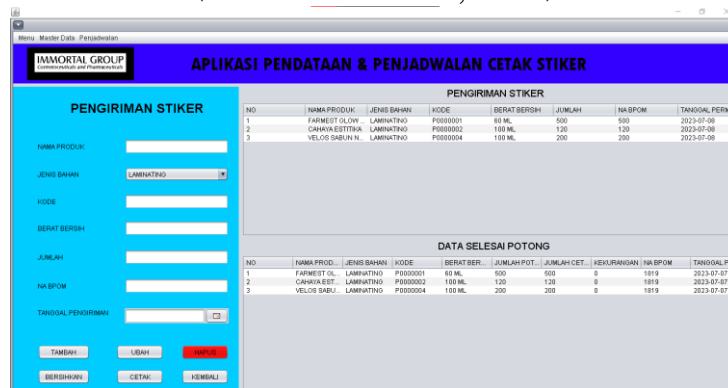 Menu Master Data Penjadwalan
IMMORTAL GROUP
Cosmeceuticals and Pharmaceuticals
APLIKASI PENDATAAN & PENJADWALAN CETAK STIKER
PENGIRIMAN STIKER
NAMA PRODUK
JENIS BAHAN LAMINATING
KODE
BERAT BERSIH
JUMLAH
NA BPOM
TANGGAL PENGIRIMAN
TAMBAH UBAH HAPUS
BERSIHKAN CETAK KEMBALI
PENGIRIMAN STIKER
NO NAMA PRODUK JENIS BAHAN KODE BERAT BERSIH JUMLAH NA BPOM TANGGAL PERM
1 FARMEST GLOW ... LAMINATING P0000001 60 ML 500 500 2023-07-08
2 CAHAYA ESTITIKA LAMINATING P0000002 100 ML 120 120 2023-07-08
3 VELOS SABUN N... LAMINATING P0000004 100 ML 200 200 2023-07-08
DATA SELESAI POTONG
NO NAMA PROD... JENIS BAHAN KODE BERAT BER... JUMLAH POT... JUMLAH CET... KEKURANGAN NA BPOM TANGGAL P
1 FARMEST OL... LAMINATING P0000001 60 ML 500 500 0 1819 2023-07-07
2 CAHAYA EST... LAMINATING P0000002 100 ML 120 120 0 1819 2023-07-07
3 VELOS SABU... LAMINATING P0000004 100 ML 200 200 0 1819 2023-07-07